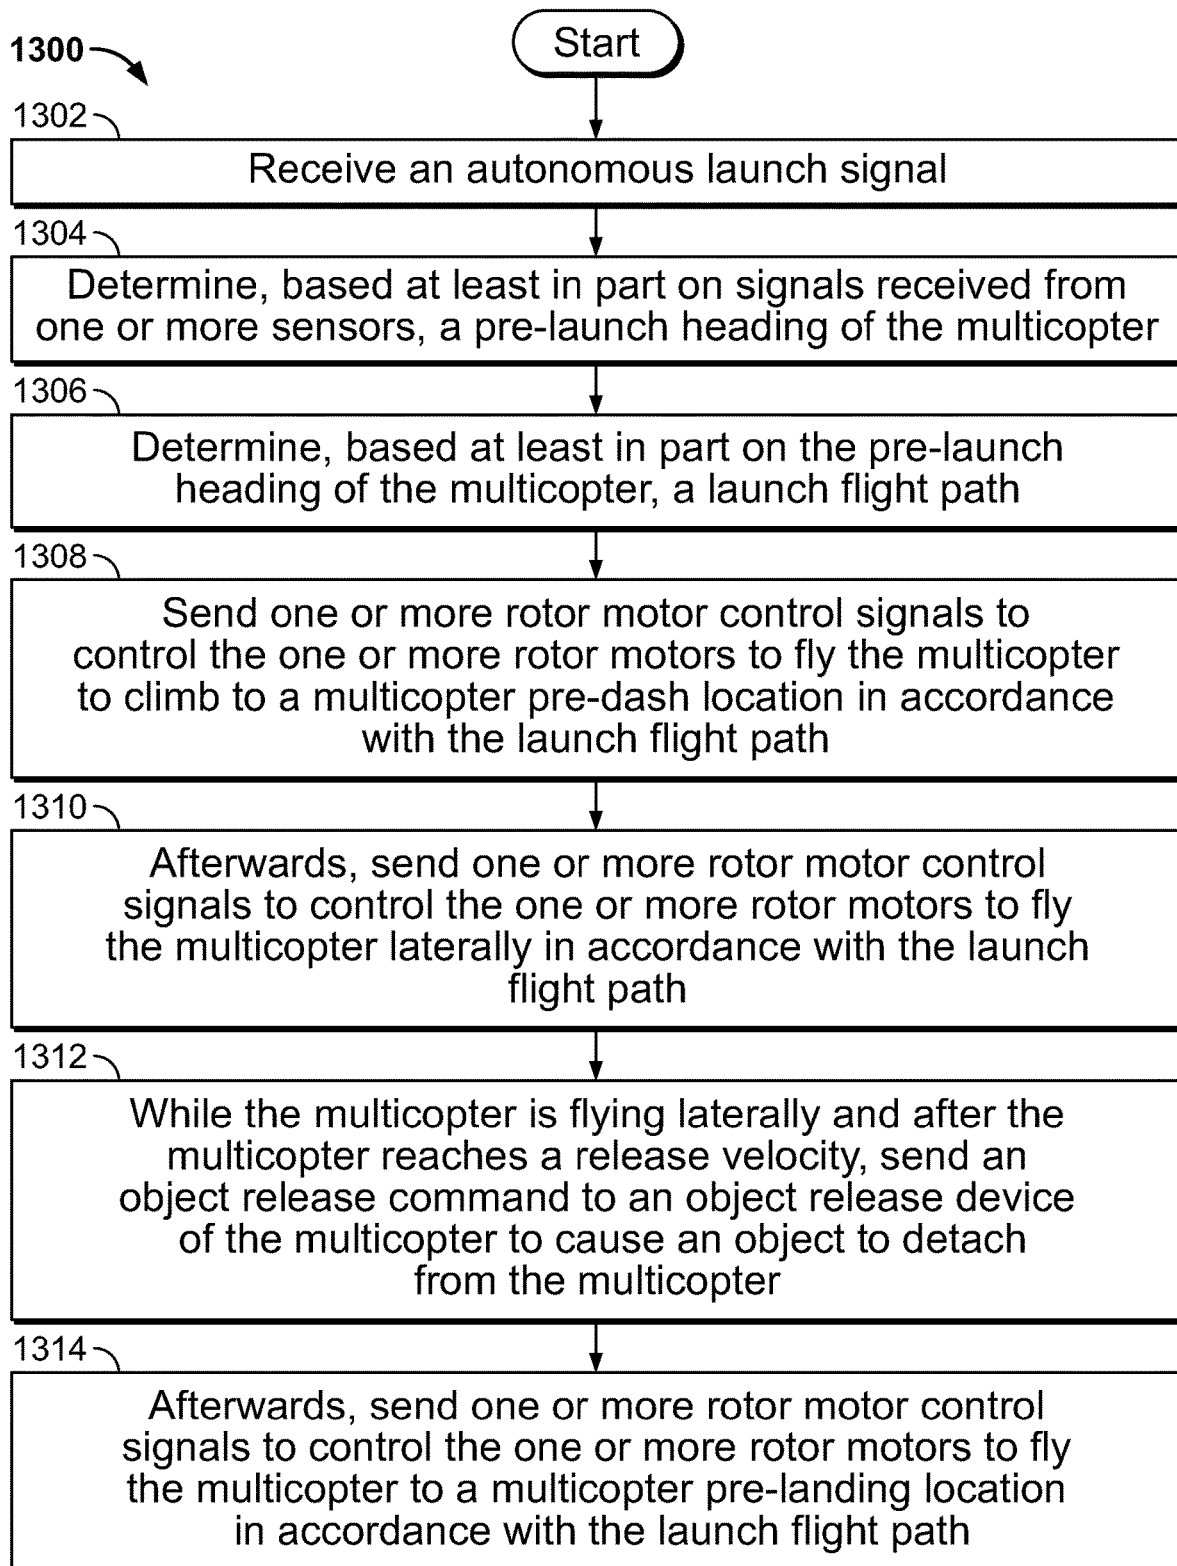 Start
1300
1302
Receive an autonomous launch signal
1304
Determine, based at least in part on signals received from
one or more sensors, a pre-launch heading of the multicopter
1306
Determine, based at least in part on the pre-launch
heading of the multicopter, a launch flight path
1308
Send one or more rotor motor control signals to
control the one or more rotor motors to fly the multicopter
to climb to a multicopter pre-dash location in accordance
with the launch flight path
1310
Afterwards, send one or more rotor motor control
signals to control the one or more rotor motors to fly
the multicopter laterally in accordance with the launch
flight path
1312
While the multicopter is flying laterally and after the
multicopter reaches a release velocity, send an
object release command to an object release device
of the multicopter to cause an object to detach
from the multicopter
1314
Afterwards, send one or more rotor motor control
signals to control the one or more rotor motors to fly
the multicopter to a multicopter pre-landing location
in accordance with the launch flight path